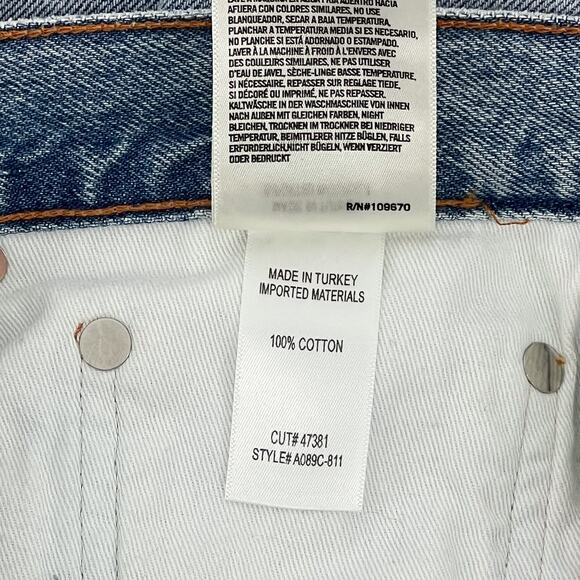 AFUERA CON COLORES SIMILARES, NO USE
BLANQUEADOR, SECAR A BAJA TEMPERATURA,
PLANCHAR A TEMPERATURA MEDIA SI ES NECESARIO,
NO PLANCHE SI ESTÁ ADORNADO O ESTAMPADO.
LAVER À LA MACHINE À FROID À L'ENVERS AVEC
DES COULEURS SIMILAIRES, NE PAS UTILISER
D'EAU DE JAVEL, SÈCHE-LINGE BASSE TEMPERATURE,
SI NÉCESSAIRE, REPASSER SUR REGLAGE TIEDE,
SI DÉCORÉ OU IMPRIMÉ, NE PAS REPASSER.
KALTWÄSCHE IN DER WASCHMASCHINE VON INNEN
NACH AUßEN MIT GLEICHEN FARBEN, NIGHT
BLEICHEN, TROCKNEN IM TROCKNER BEI NIEDRIGER
TEMPERATUR, BEIMITTLERER HITZE BÜGLEN, FALLS
ERFORDERLICH,NICHT BÜGELN, WENN VERZIERT
ODER BEDRUCKT
R/N#109670
MADE IN TURKEY
IMPORTED MATERIALS
100% COTTON
CUT# 47381
STYLE# A089C-811